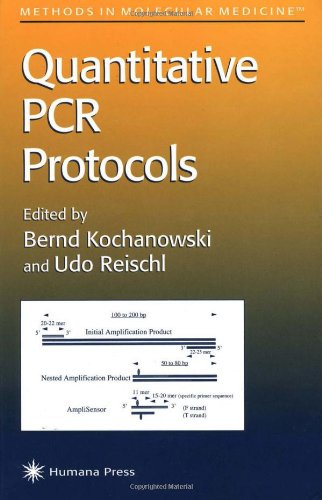 METHODS IN MOLECULAR MEDICINE™
Quantitative
PCR
Protocols
Edited by
Bernd Kochanowski
and Udo Reischl
100 to 200 bp
20-22 mer
5' 3'
Initial Amplification Product
3' 5'
22-25 mer
50 to 80 bp
Nested Amplification Product
11 mer
15-20 mer (specific primer sequence)
AmpliSensor
5' 3'
(F strand)
(T strand)
Humana Press
Copyrighted Material